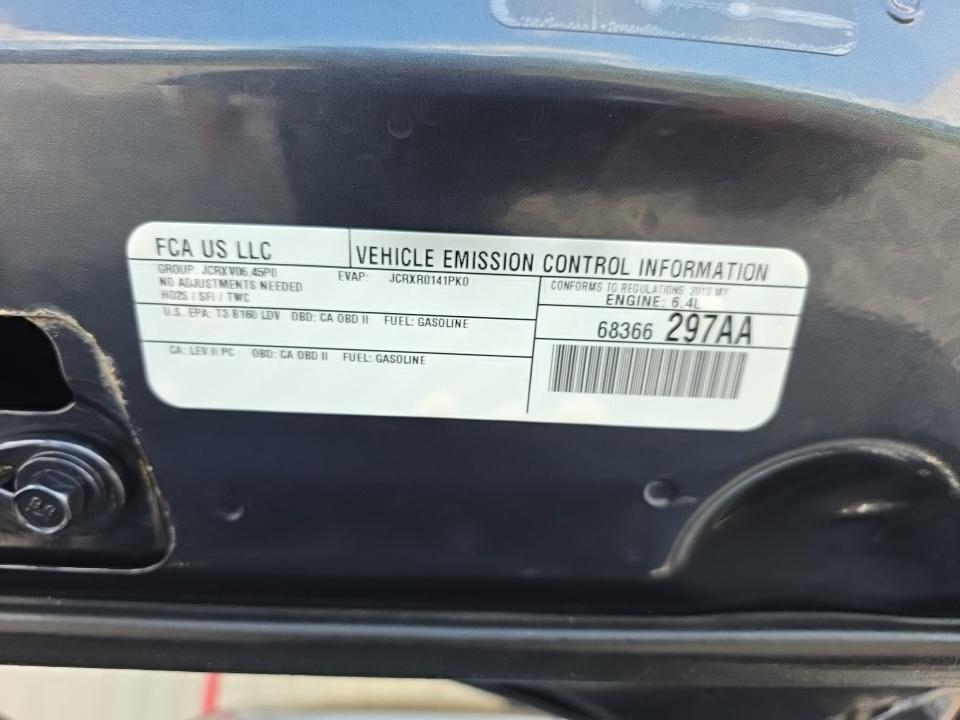 FCA US LLC
VEHICLE EMISSION CONTROL INFORMATION
GROUP: JCRXV06.45P0 EVAP: JCRXR0141PK0
NO ADJUSTMENTS NEEDED
HO2S / SFI / TWC
CONFORMS TO REGULATIONS: 2018 MY
ENGINE: 6.4L
U.S. EPA: T3 B160 LDV OBD: CA OBD II FUEL: GASOLINE
68366 297AA
CA: LEV II PC OBD: CA OBD II FUEL: GASOLINE